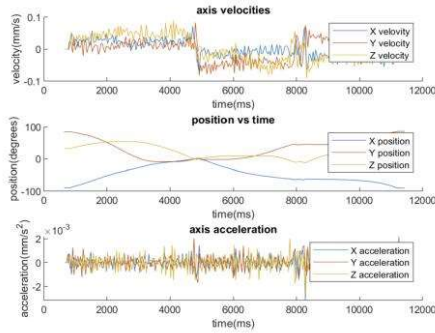 axis velocities
0.1
0
-0.1
velocity(mm/s)
X velovity
Y velocity
Z velocity
0 2000 4000 6000 8000 10000 12000
time(ms)
position vs time
100
0
-100
position(degrees)
X position
Y position
Z position
0 2000 4000 6000 8000 10000 12000
time(ms)
×10-3
axis acceleration
2
0
-2
acceleration(mm/s2)
X acceleration
Y acceleration
Z acceleration
0 2000 4000 6000 8000 10000 12000
time(ms)